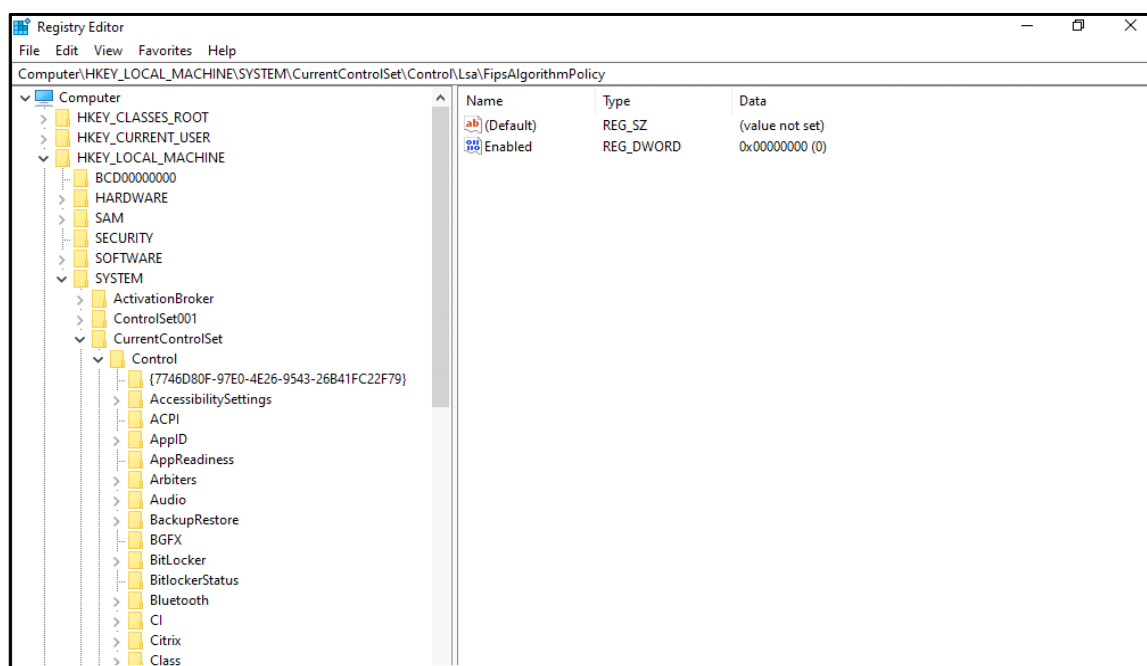 Registry Editor
File Edit View Favorites Help
Computer\HKEY_LOCAL_MACHINE\SYSTEM\CurrentControlSet\Control\Lsa\FipsAlgorithmPolicy
Computer
HKEY_CLASSES_ROOT
HKEY_CURRENT_USER
HKEY_LOCAL_MACHINE
BCD00000000
HARDWARE
SAM
SECURITY
SOFTWARE
SYSTEM
ActivationBroker
ControlSet001
CurrentControlSet
Control
{7746D80F-97E0-4E26-9543-26B41FC22F79}
AccessibilitySettings
ACPI
AppID
AppReadiness
Arbiters
Audio
BackupRestore
BGFX
BitLocker
BitlockerStatus
Bluetooth
CI
Citrix
Class
Name Type Data
(Default) REG_SZ (value not set)
Enabled REG_DWORD 0x00000000 (0)